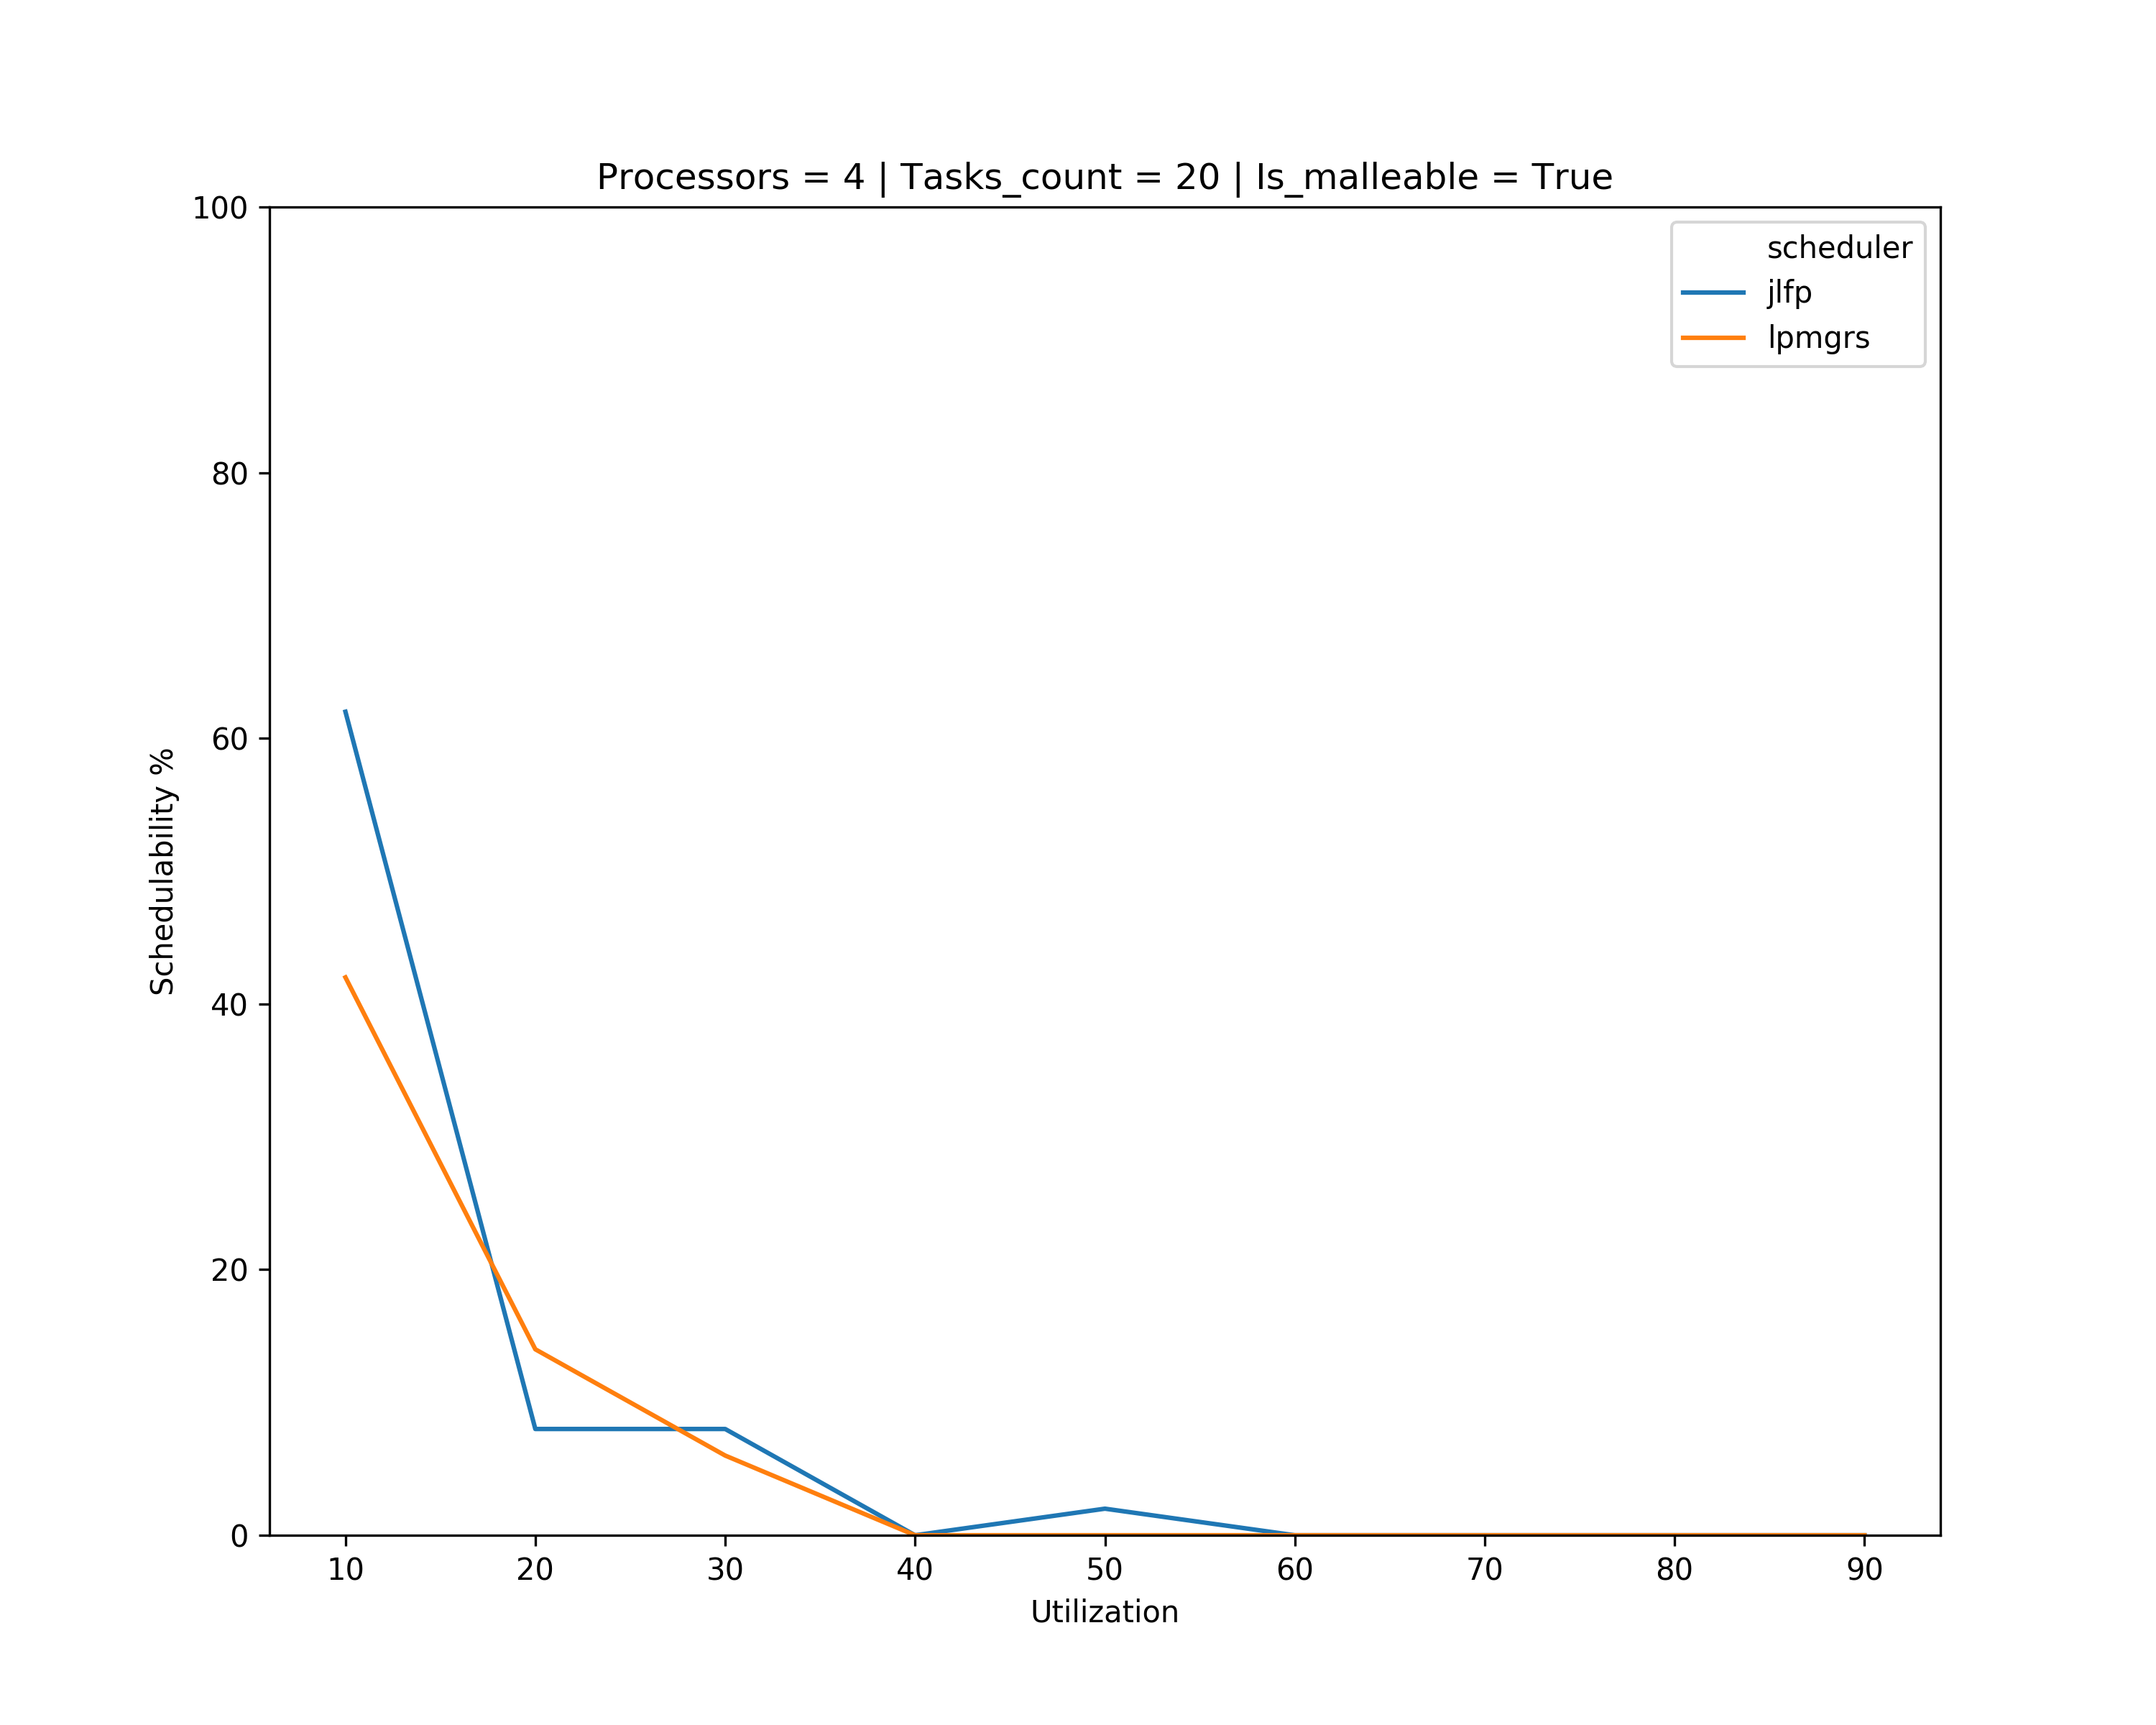 Processors = 4 | Tasks_count = 20 | Is_malleable = True
100
80
60
40
20
0
Schedulability %
scheduler
jlfp
lpmgrs
10 20 30 40 50 60 70 80 90
Utilization